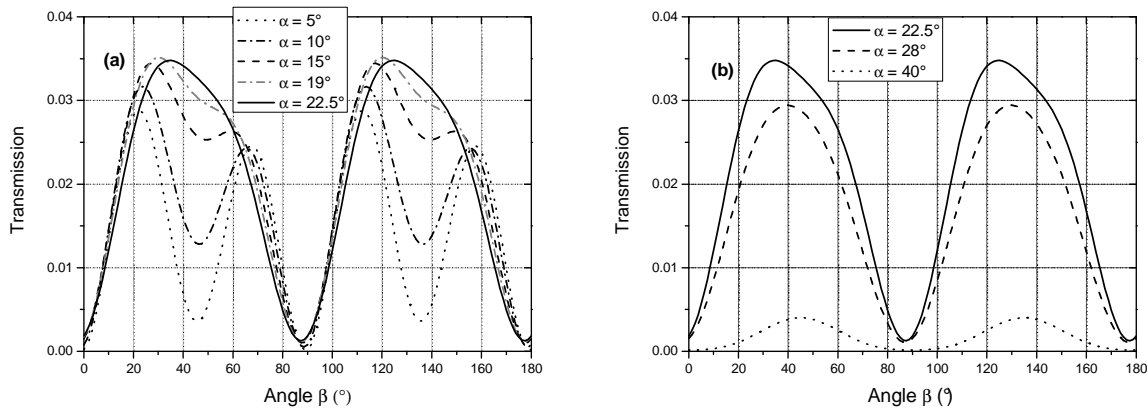 (a)
α = 5°
α = 10°
α = 15°
α = 19°
α = 22.5°
0.04
0.03
0.02
0.01
0.00
Transmission
0 20 40 60 80 100 120 140 160 180
Angle β (°)
(b)
α = 22.5°
α = 28°
α = 40°
0.04
0.03
0.02
0.01
0.00
Transmission
0 20 40 60 80 100 120 140 160 180
Angle β (°)